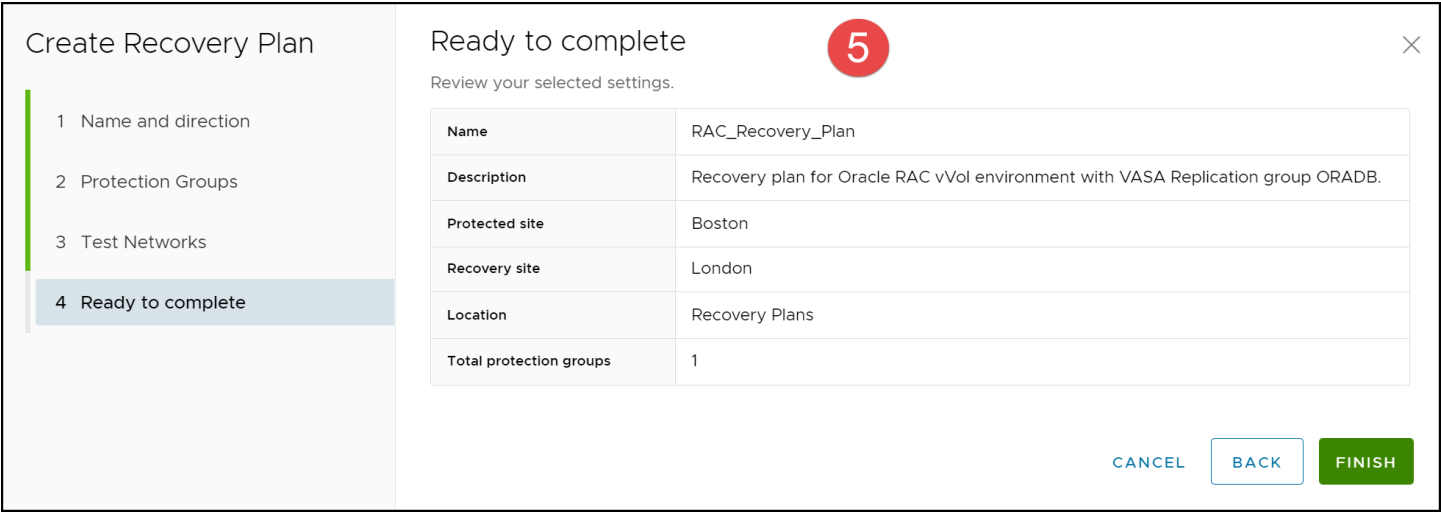 Create Recovery Plan
1 Name and direction
2 Protection Groups
3 Test Networks
4 Ready to complete
Ready to complete
5
Review your selected settings.
Name RAC_Recovery_Plan
Description Recovery plan for Oracle RAC vVol environment with VASA Replication group ORADB.
Protected site Boston
Recovery site London
Location Recovery Plans
Total protection groups 1
CANCEL BACK FINISH